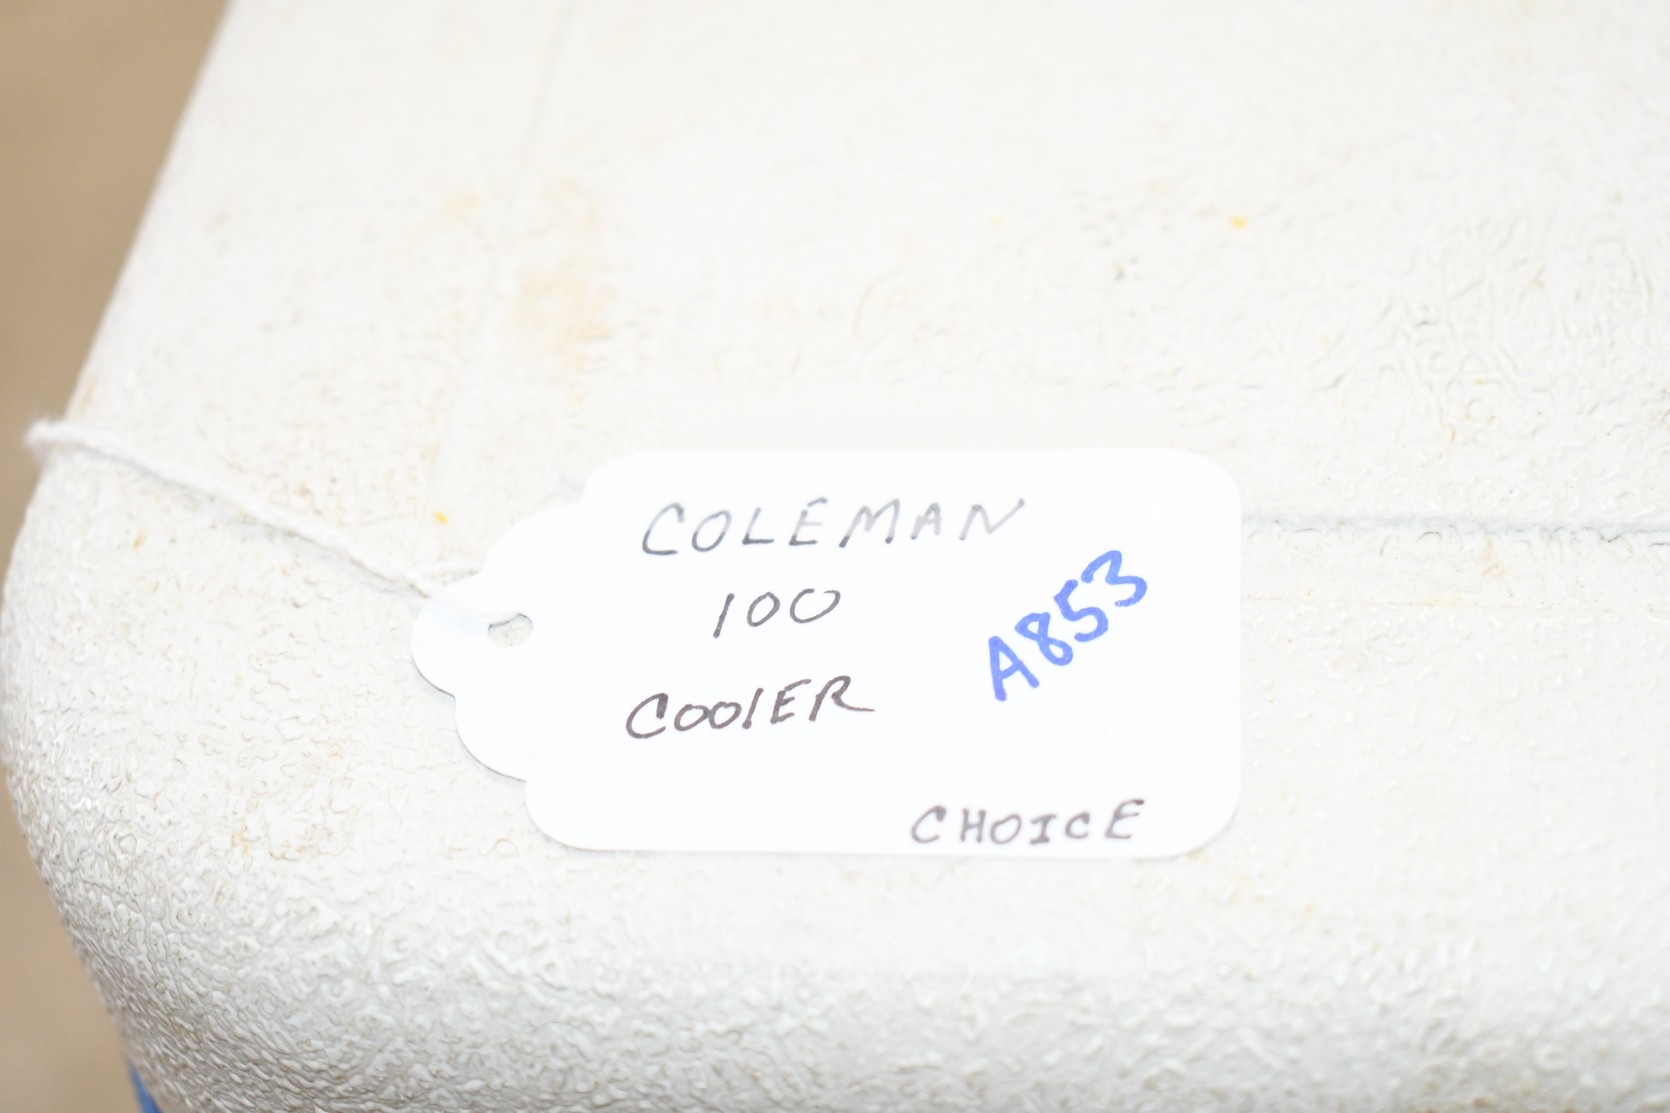 COLEMAN
100
COOlER
A853
CHOICE